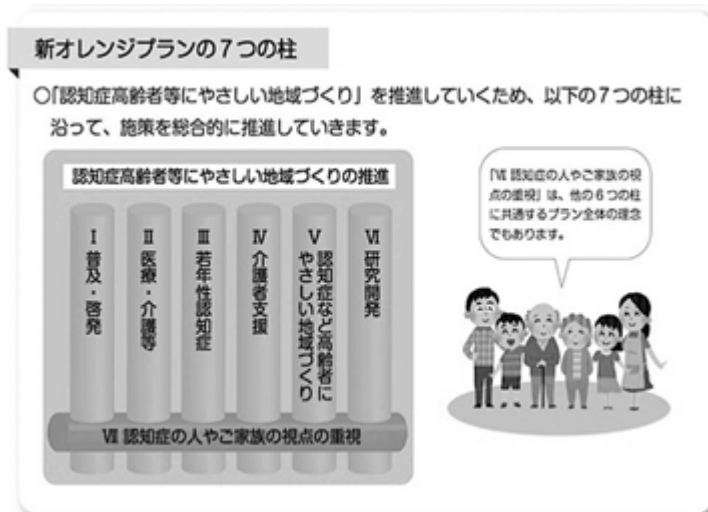 新オレンジプランの7つの柱
○「認知症高齢者等にやさしい地域づくり」を推進していくため、以下の7つの柱に
沿って、施策を総合的に推進していきます。
認知症高齢者等にやさしい地域づくりの推進
Ⅰ 普及・啓発
Ⅱ 医療・介護等
Ⅲ 若年性認知症
Ⅳ 介護者支援
Ⅴ 認知症など高齢者に
やさしい地域づくり
Ⅵ 研究開発
Ⅶ 認知症の人やご家族の視点の重視
「Ⅶ 認知症の人やご家族の視
点の重視」は、他の6つの柱
に共通するプラン全体の理念
でもあります。